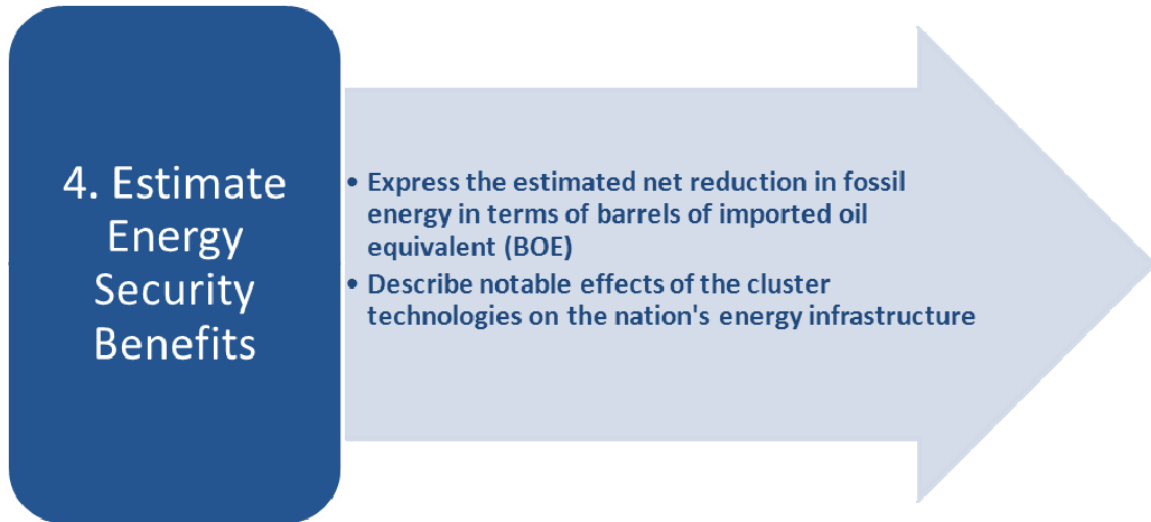 4. Estimate
Energy
Security
Benefits
• Express the estimated net reduction in fossil
energy in terms of barrels of imported oil
equivalent (BOE)
• Describe notable effects of the cluster
technologies on the nation's energy infrastructure